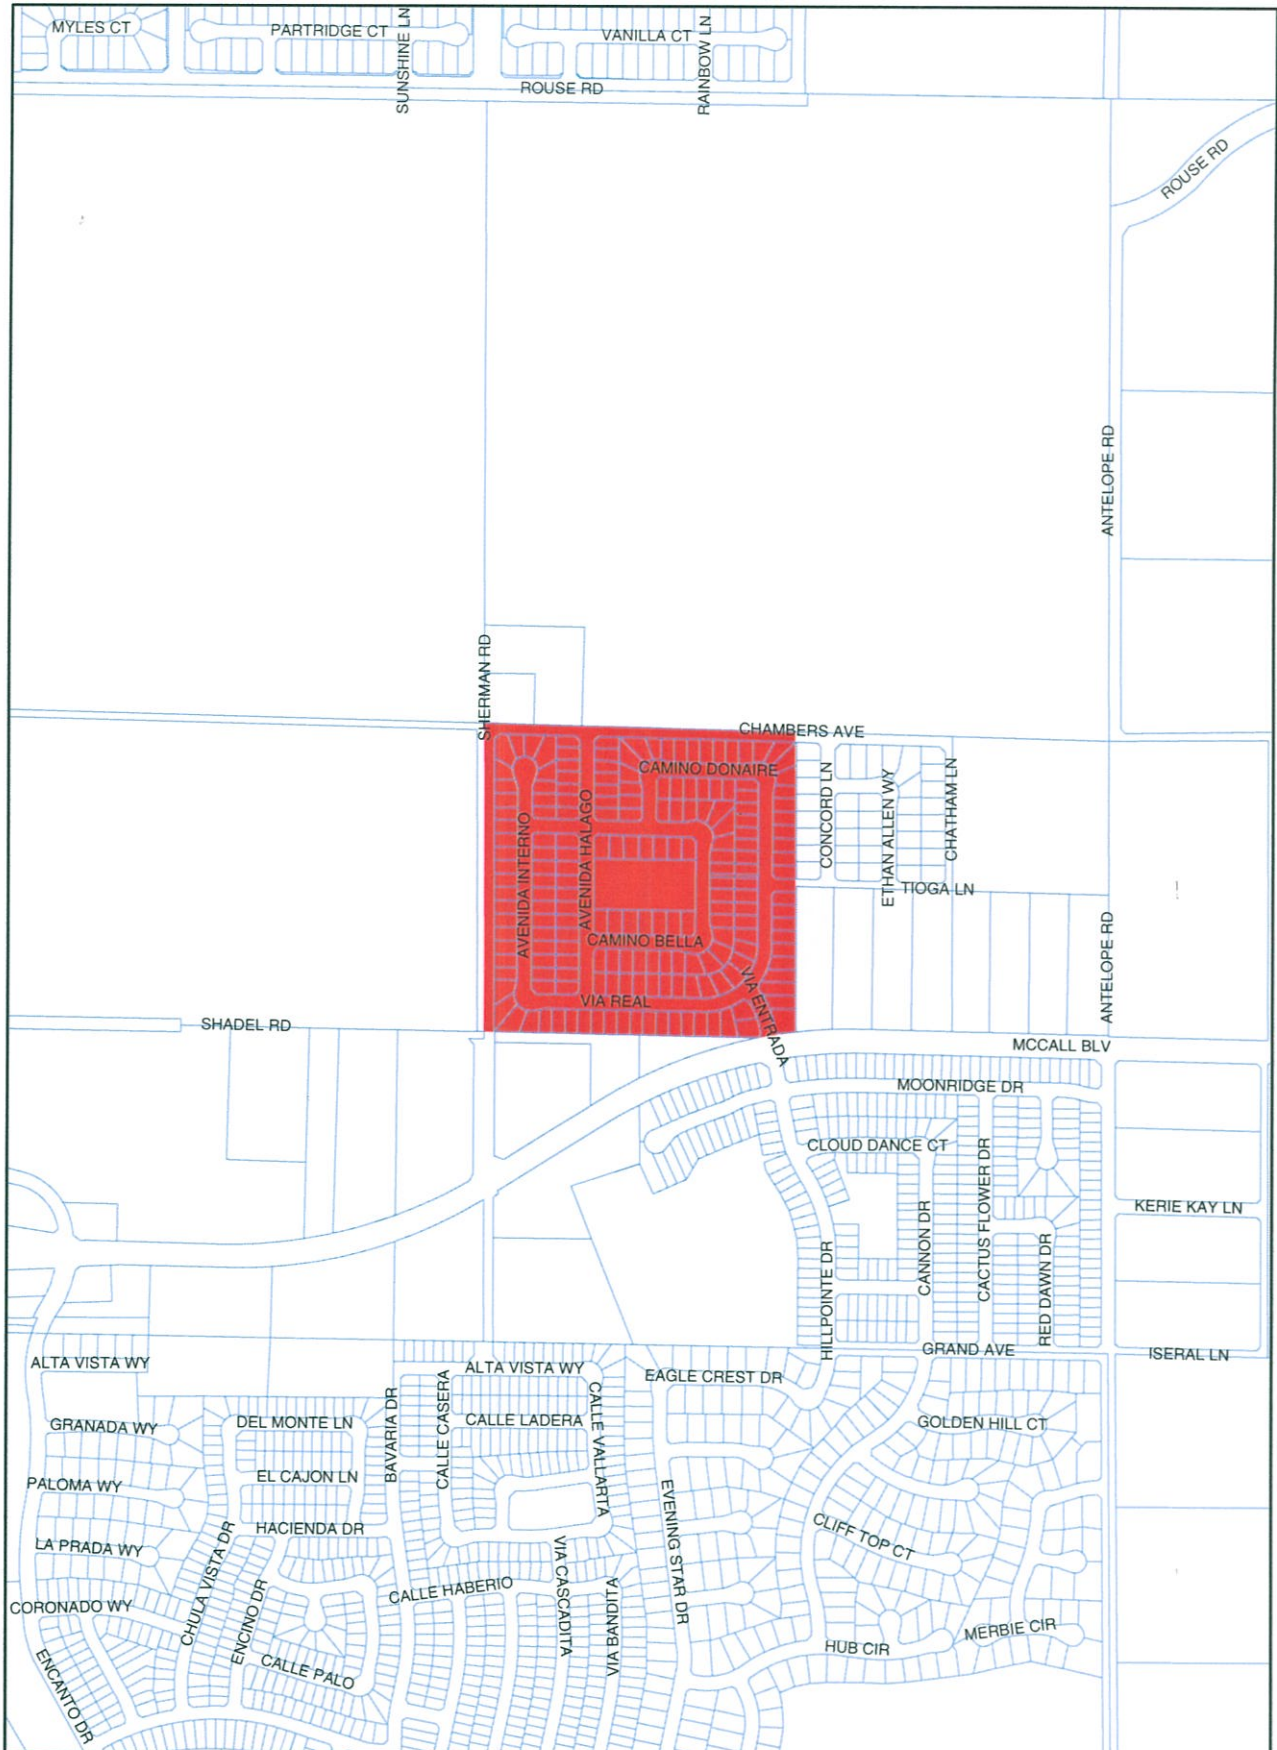 MYLES CT
PARTRIDGE CT
SUNSHINE LN
VANILLA CT
RAINBOW LN
ROUSE RD
ROUSE RD
ANTELOPE RD
SHERMAN RD
CHAMBERS AVE
CAMINO DONAIRE
CONCORD LN
ETHAN ALLEN WY
CHATHAM LN
AVENIDA INTERNO
AVENIDA HALAGO
TIOGA LN
CAMINO BELLA
VIA REAL
VIA ENTRADA
ANTELOPE RD
SHADEL RD
MCCALL BLV
MOONRIDGE DR
CLOUD DANCE CT
CACTUS FLOWER DR
KERIE KAY LN
CANNON DR
HILLPOINTE DR
RED DAWN DR
GRAND AVE
ISERAL LN
ALTA VISTA WY
ALTA VISTA WY
EAGLE CREST DR
GRANADA WY
DEL MONTE LN
BAVARIA DR
CALLE CASERA
CALLE LADERA
CALLE VALLARTA
GOLDEN HILL CT
PALOMA WY
EL CAJON LN
EVENING STAR DR
HACIENDA DR
LA PRADA WY
CHULA VISTA DR
CLIFF TOP CT
ENCINO DR
CALLE HABERIO
VIA CASCADITA
VIA BANDITA
CORONADO WY
ENCANTO DR
CALLE PALO
HUB CIR
MERBIE CIR